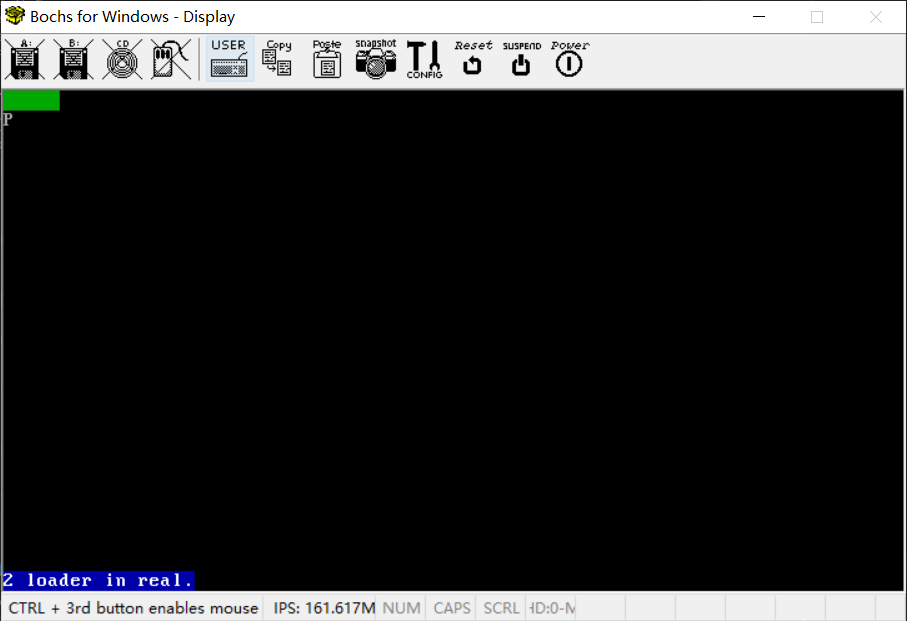 Bochs for Windows - Display
A: B: CD USER Copy Paste snapshot CONFIG Reset SUSPEND Power
P
2 loader in real.
CTRL + 3rd button enables mouse IPS: 161.617M NUM CAPS SCRL HD:0-M